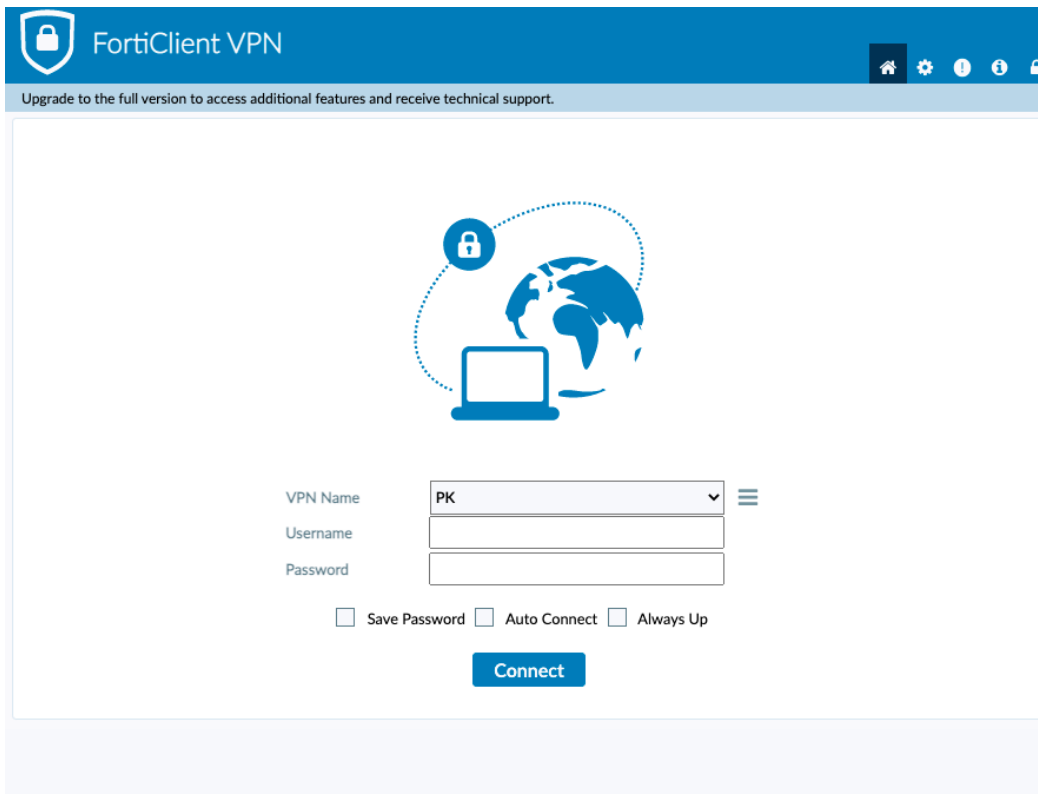 FortiClient VPN
Upgrade to the full version to access additional features and receive technical support.
VPN Name
PK
Username
Password
Save Password Auto Connect Always Up
Connect